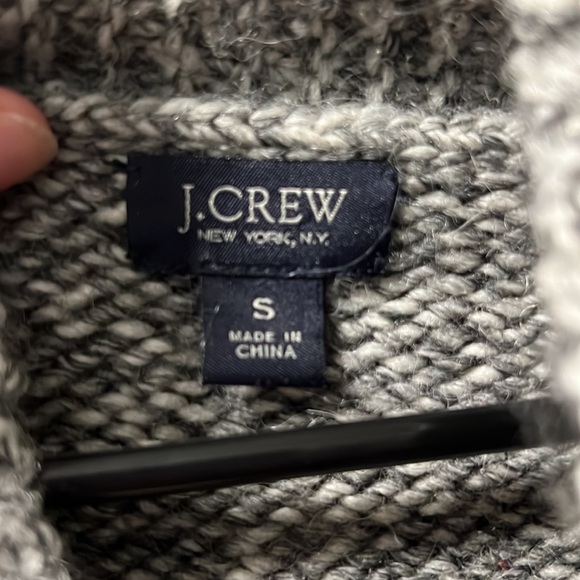 J.CREW
NEW YORK, N.Y.
S
MADE IN
CHINA